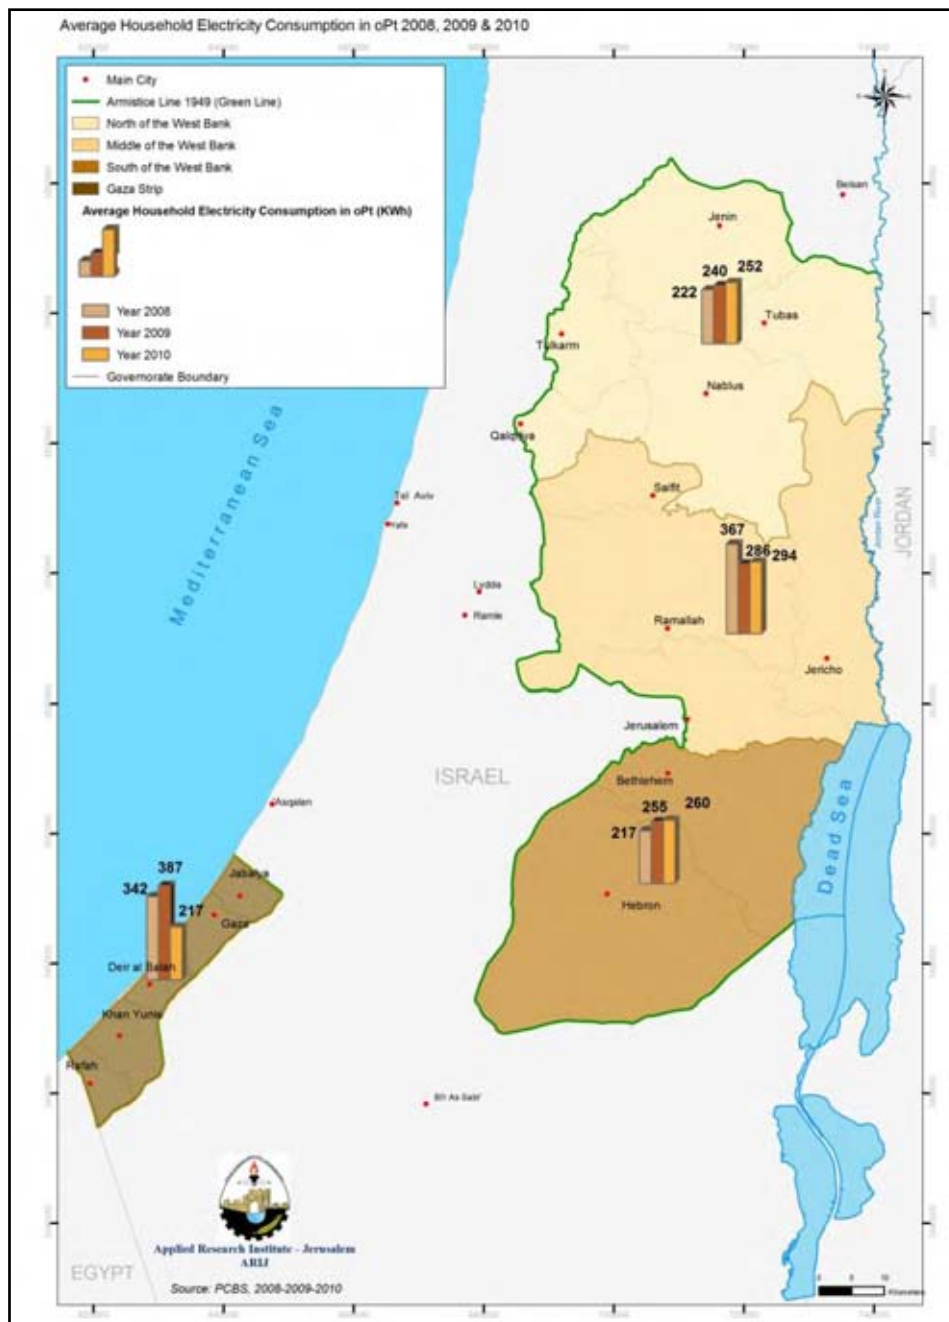 Average Household Electricity Consumption in oPt 2008, 2009 & 2010
Main City
Armistice Line 1949 (Green Line)
North of the West Bank
Middle of the West Bank
South of the West Bank
Gaza Strip
Average Household Electricity Consumption in oPt (KWh)
Year 2008
Year 2009
Year 2010
Governorate Boundary
Beisan
Jenin
222 240 252
Tubas
Tulkarm
Nablus
Qalqilya
Mediterranean Sea
Tel Aviv
Yafa
Salfit
JORDAN
Jordan River
367 286 294
Lydda
Ramle
Ramallah
Jericho
Jerusalem
ISRAEL
Bethlehem
Dead Sea
217 255 260
Hebron
Asqalan
342 387 217
Jabalya
Gaza
Deir al Balah
Khan Yunis
Rafah
Applied Research Institute - Jerusalem
ARIJ
EGYPT
Source: PCBS, 2008-2009-2010
Kilometers